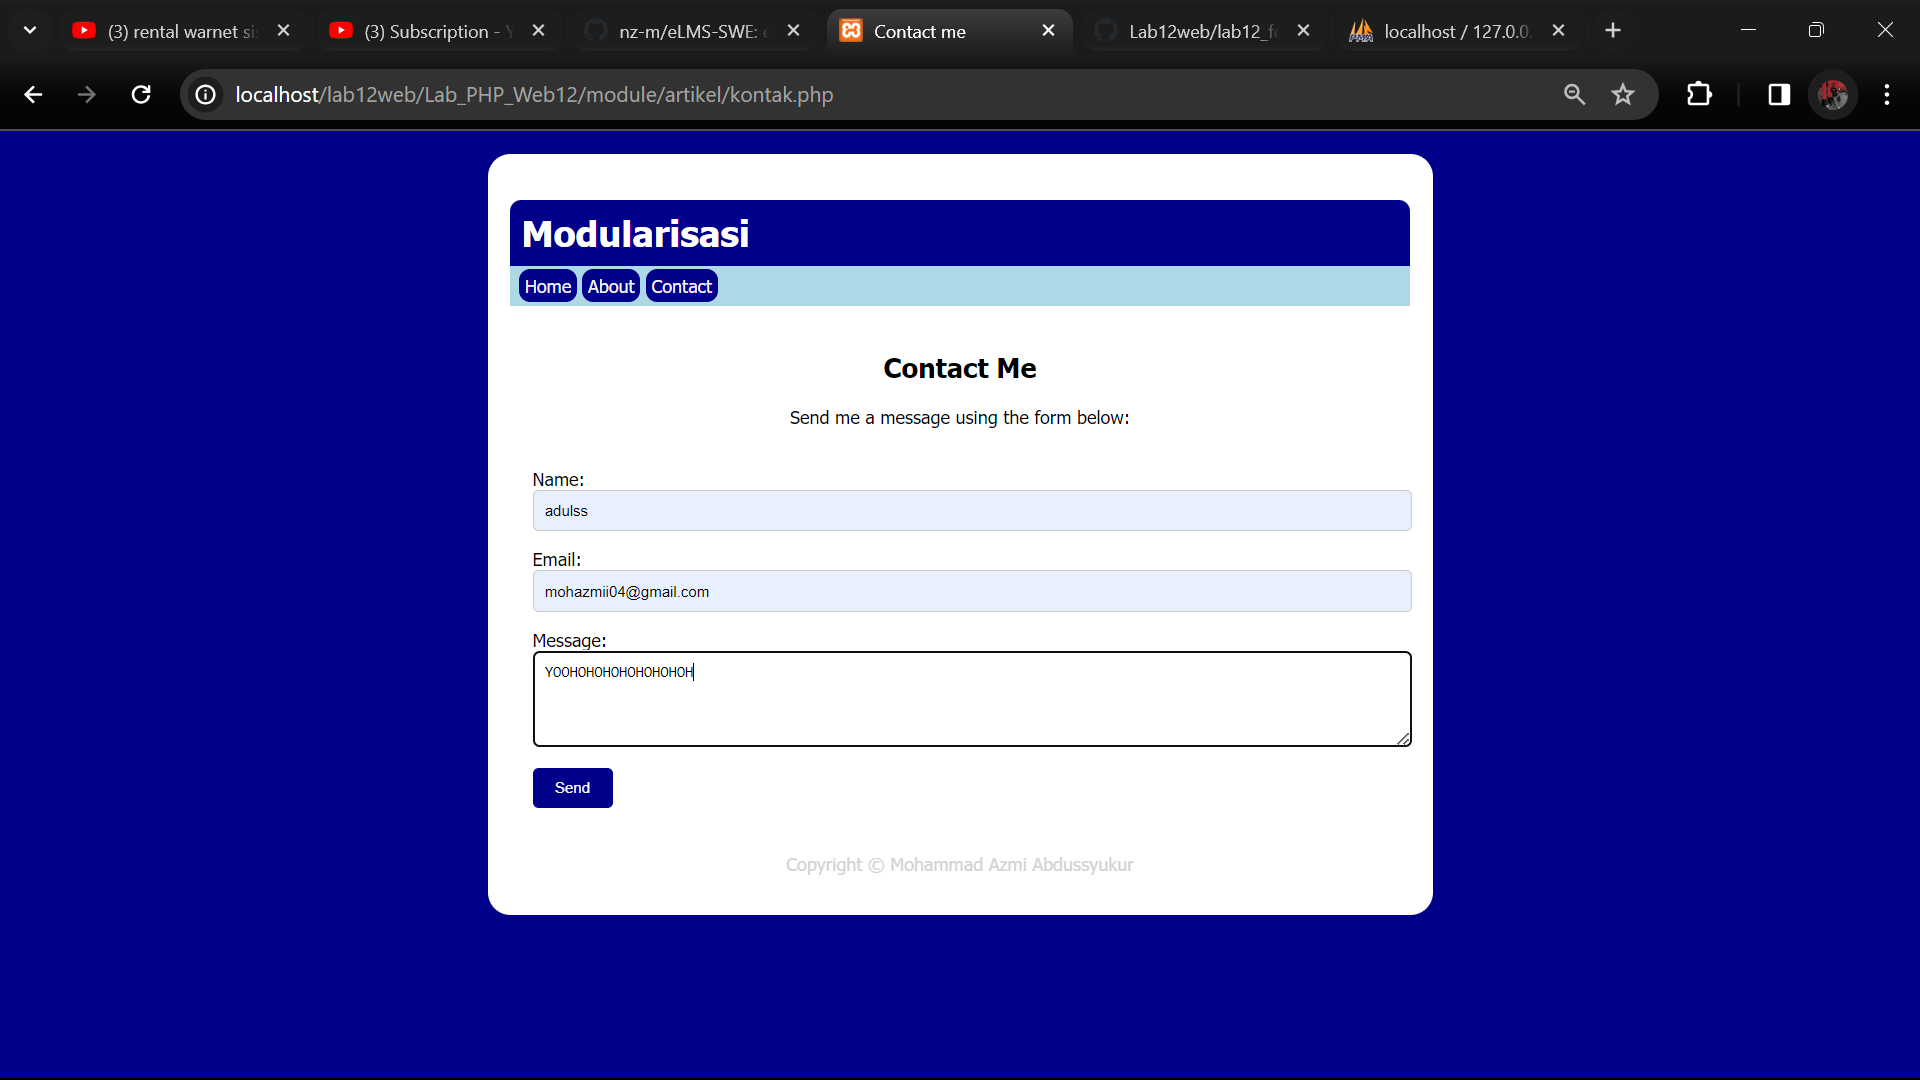 (3) rental warnet si
(3) Subscription - Y
nz-m/eLMS-SWE: e
Contact me
Lab12web/lab12_f
localhost / 127.0.0.
localhost/lab12web/Lab_PHP_Web12/module/artikel/kontak.php
Modularisasi
Home About Contact
Contact Me
Send me a message using the form below:
Name:
adulss
Email:
mohazmii04@gmail.com
Message:
YOOHOHOHOHOHOHOHOH
Send
Copyright © Mohammad Azmi Abdussyukur